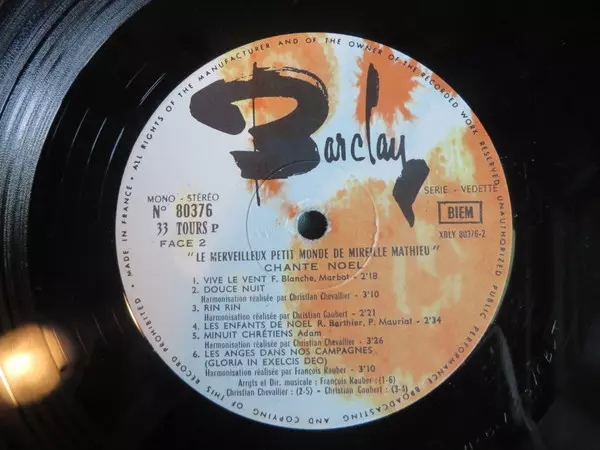 • MADE IN FRANCE • ALL RIGHTS OF THE MANUFACTURER AND OF THE OWNER OF THE RECORDED WORK RESERVED UNAUTHORIZED PUBLIC PERFORMANCE BROADCASTING AND COPYING OF THIS RECORD PROHIBITED
Barclay
MONO - STÉRÉO
Nº 80376
33 TOURS P
FACE 2
SERIE - VEDETTE
BIEM
XBLY 80376-2
"LE MERVEILLEUX PETIT MONDE DE MIREILLE MATHIEU"
CHANTE NOEL
1. VIVE LE VENT F. Blanche, Marbot - 2'18
2. DOUCE NUIT
Harmonisation réalisée par Christian Chevallier - 3'10
3. RIN RIN
Harmonisation réalisée par Christian Gaubert - 2'21
4. LES ENFANTS DE NOEL R. Berthier, P. Mauriat - 2'34
5. MINUIT CHRÉTIENS Adam
Harmonisation réalisée par Christian Chevallier - 3'26
6. LES ANGES DANS NOS CAMPAGNES
(GLORIA IN EXCELSIS DEO)
Harmonisation réalisée par François Rauber - 3'10
Arrgts et Dir. musicale : François Rauber : (1-6)
Christian Chevallier : (2-5) - Christian Gaubert :